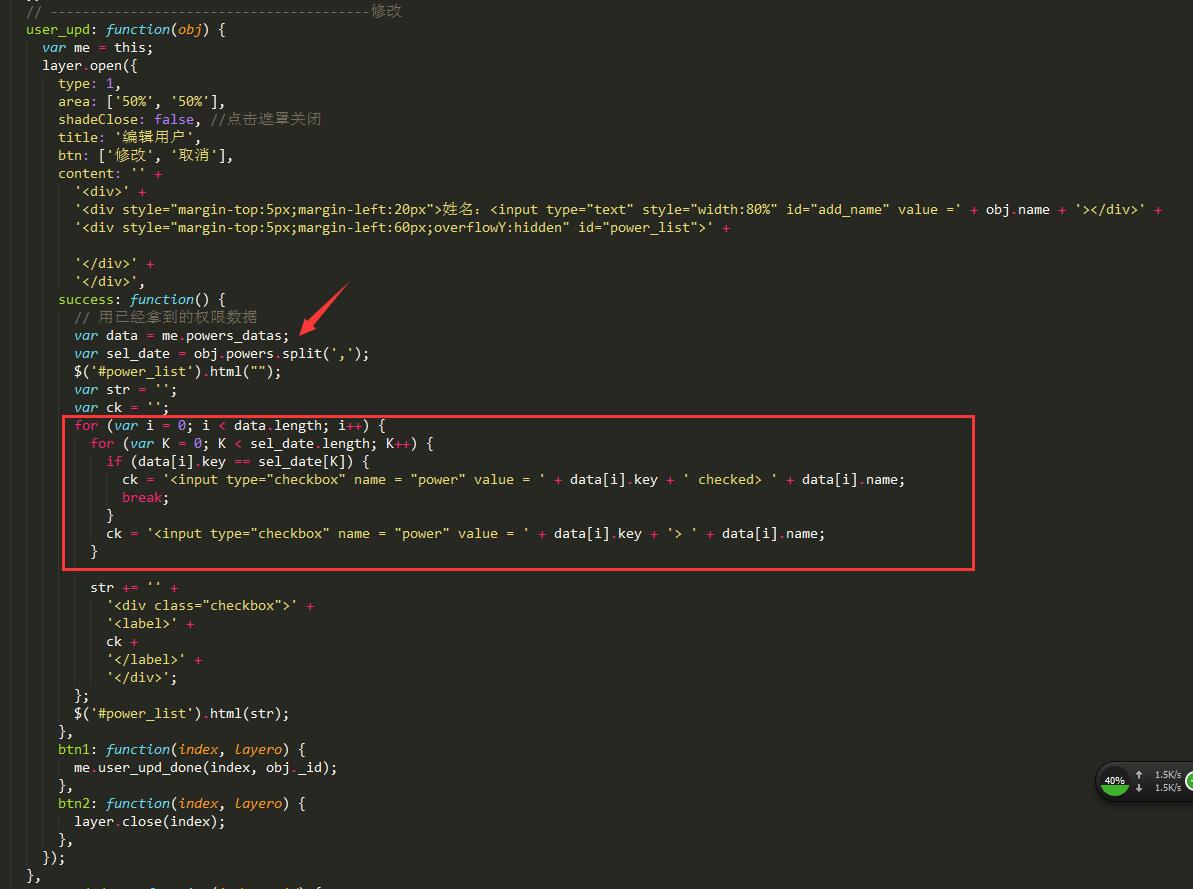 // ---------------------------------------修改
user_upd: function(obj) {
var me = this;
layer.open({
type: 1,
area: ['50%', '50%'],
shadeClose: false, //点击遮罩关闭
title: '编辑用户',
btn: ['修改', '取消'],
content: '' +
'<div>' +
'<div style="margin-top:5px;margin-left:20px">姓名：<input type="text" style="width:80%" id="add_name" value =' + obj.name + '></div>' +
'<div style="margin-top:5px;margin-left:60px;overflowY:hidden" id="power_list">' +
'</div>' +
'</div>',
success: function() {
// 用已经拿到的权限数据
var data = me.powers_datas;
var sel_date = obj.powers.split(',');
$('#power_list').html("");
var str = '';
var ck = '';
for (var i = 0; i < data.length; i++) {
for (var K = 0; K < sel_date.length; K++) {
if (data[i].key == sel_date[K]) {
ck = '<input type="checkbox" name = "power" value = ' + data[i].key + ' checked> ' + data[i].name;
break;
}
ck = '<input type="checkbox" name = "power" value = ' + data[i].key + '> ' + data[i].name;
}
str += '' +
'<div class="checkbox">' +
'<label>' +
ck +
'</label>' +
'</div>';
};
$('#power_list').html(str);
},
btn1: function(index, layero) {
me.user_upd_done(index, obj._id);
},
btn2: function(index, layero) {
layer.close(index);
},
});
},
40%
↑ 1.5K/s
↓ 1.5K/s